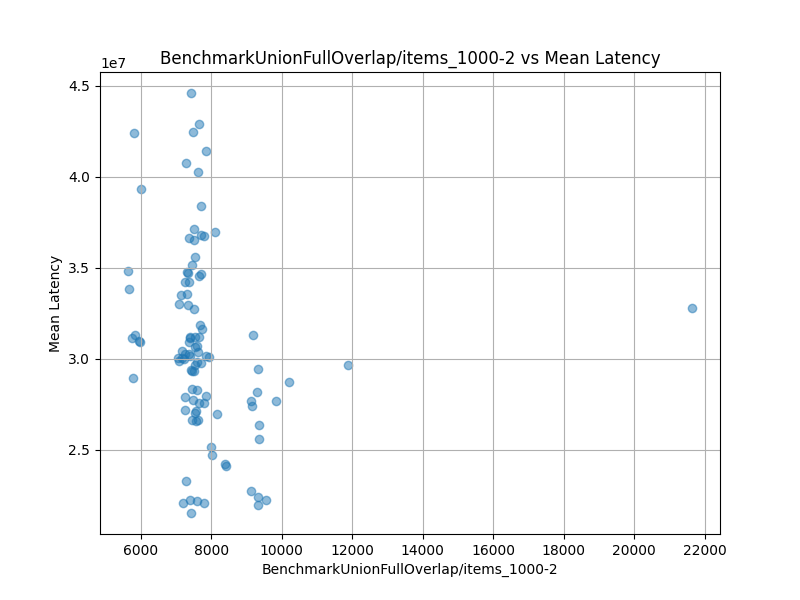 BenchmarkUnionFullOverlap/items_1000-2 vs Mean Latency
1e7
4.5
4.0
3.5
3.0
2.5
Mean Latency
6000 8000 10000 12000 14000 16000 18000 20000 22000
BenchmarkUnionFullOverlap/items_1000-2